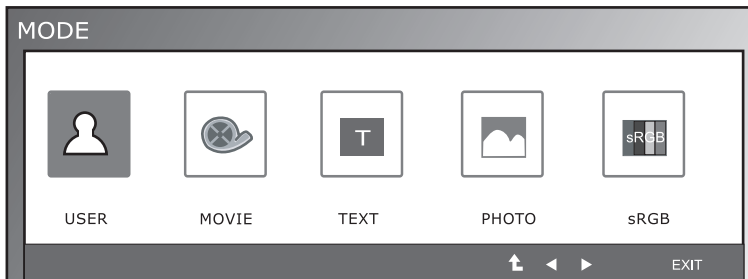 MODE
T
sRGB
USER MOVIE TEXT PHOTO sRGB
EXIT